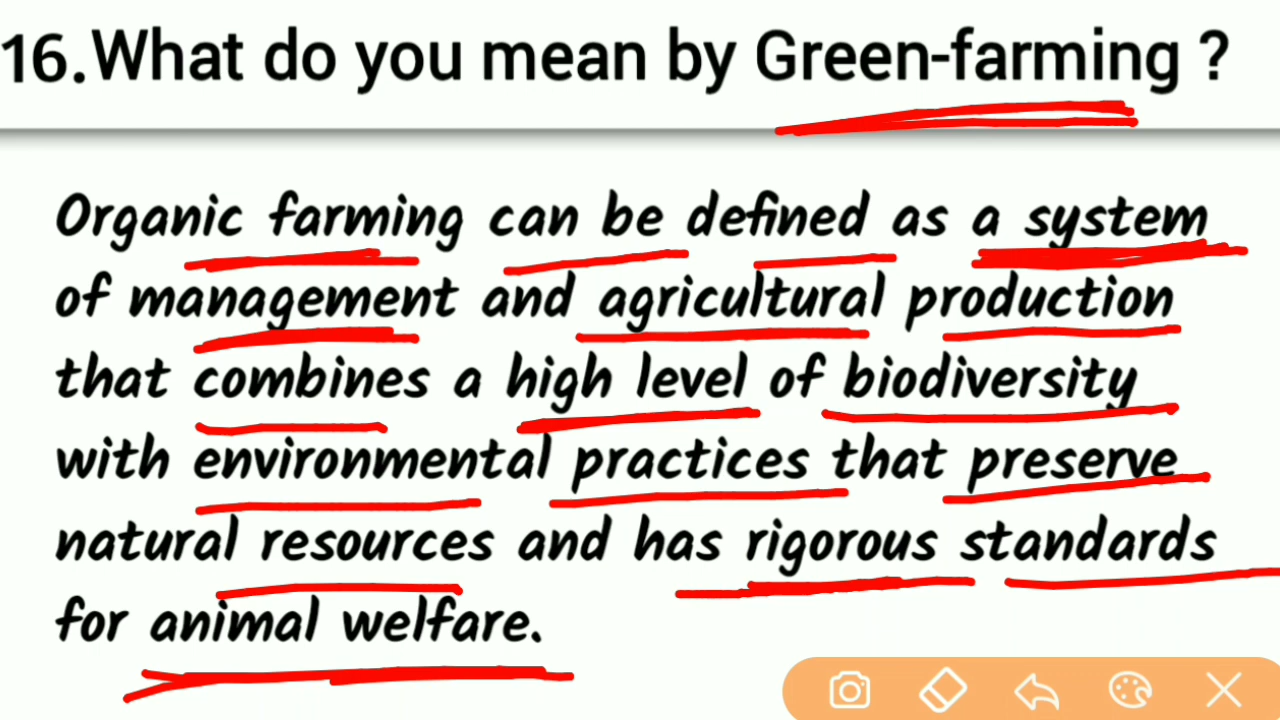 16.What do you mean by Green-farming ?
Organic farming can be defined as a system
of management and agricultural production
that combines a high level of biodiversity
with environmental practices that preserve
natural resources and has rigorous standards
for animal welfare.